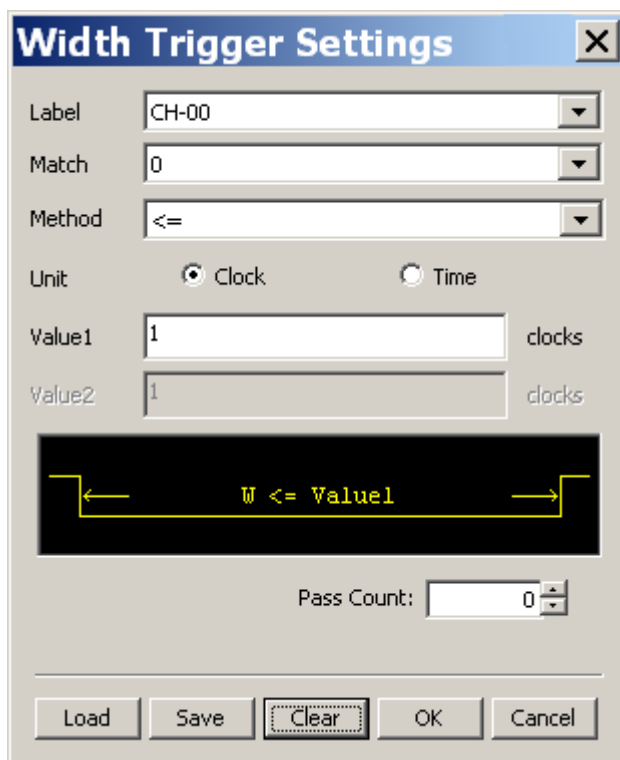 Width Trigger Settings
Label CH-00
Match 0
Method <=
Unit Clock Time
Value1 1 clocks
Value2 1 clocks
W <= Value1
Pass Count: 0
Load Save Clear OK Cancel